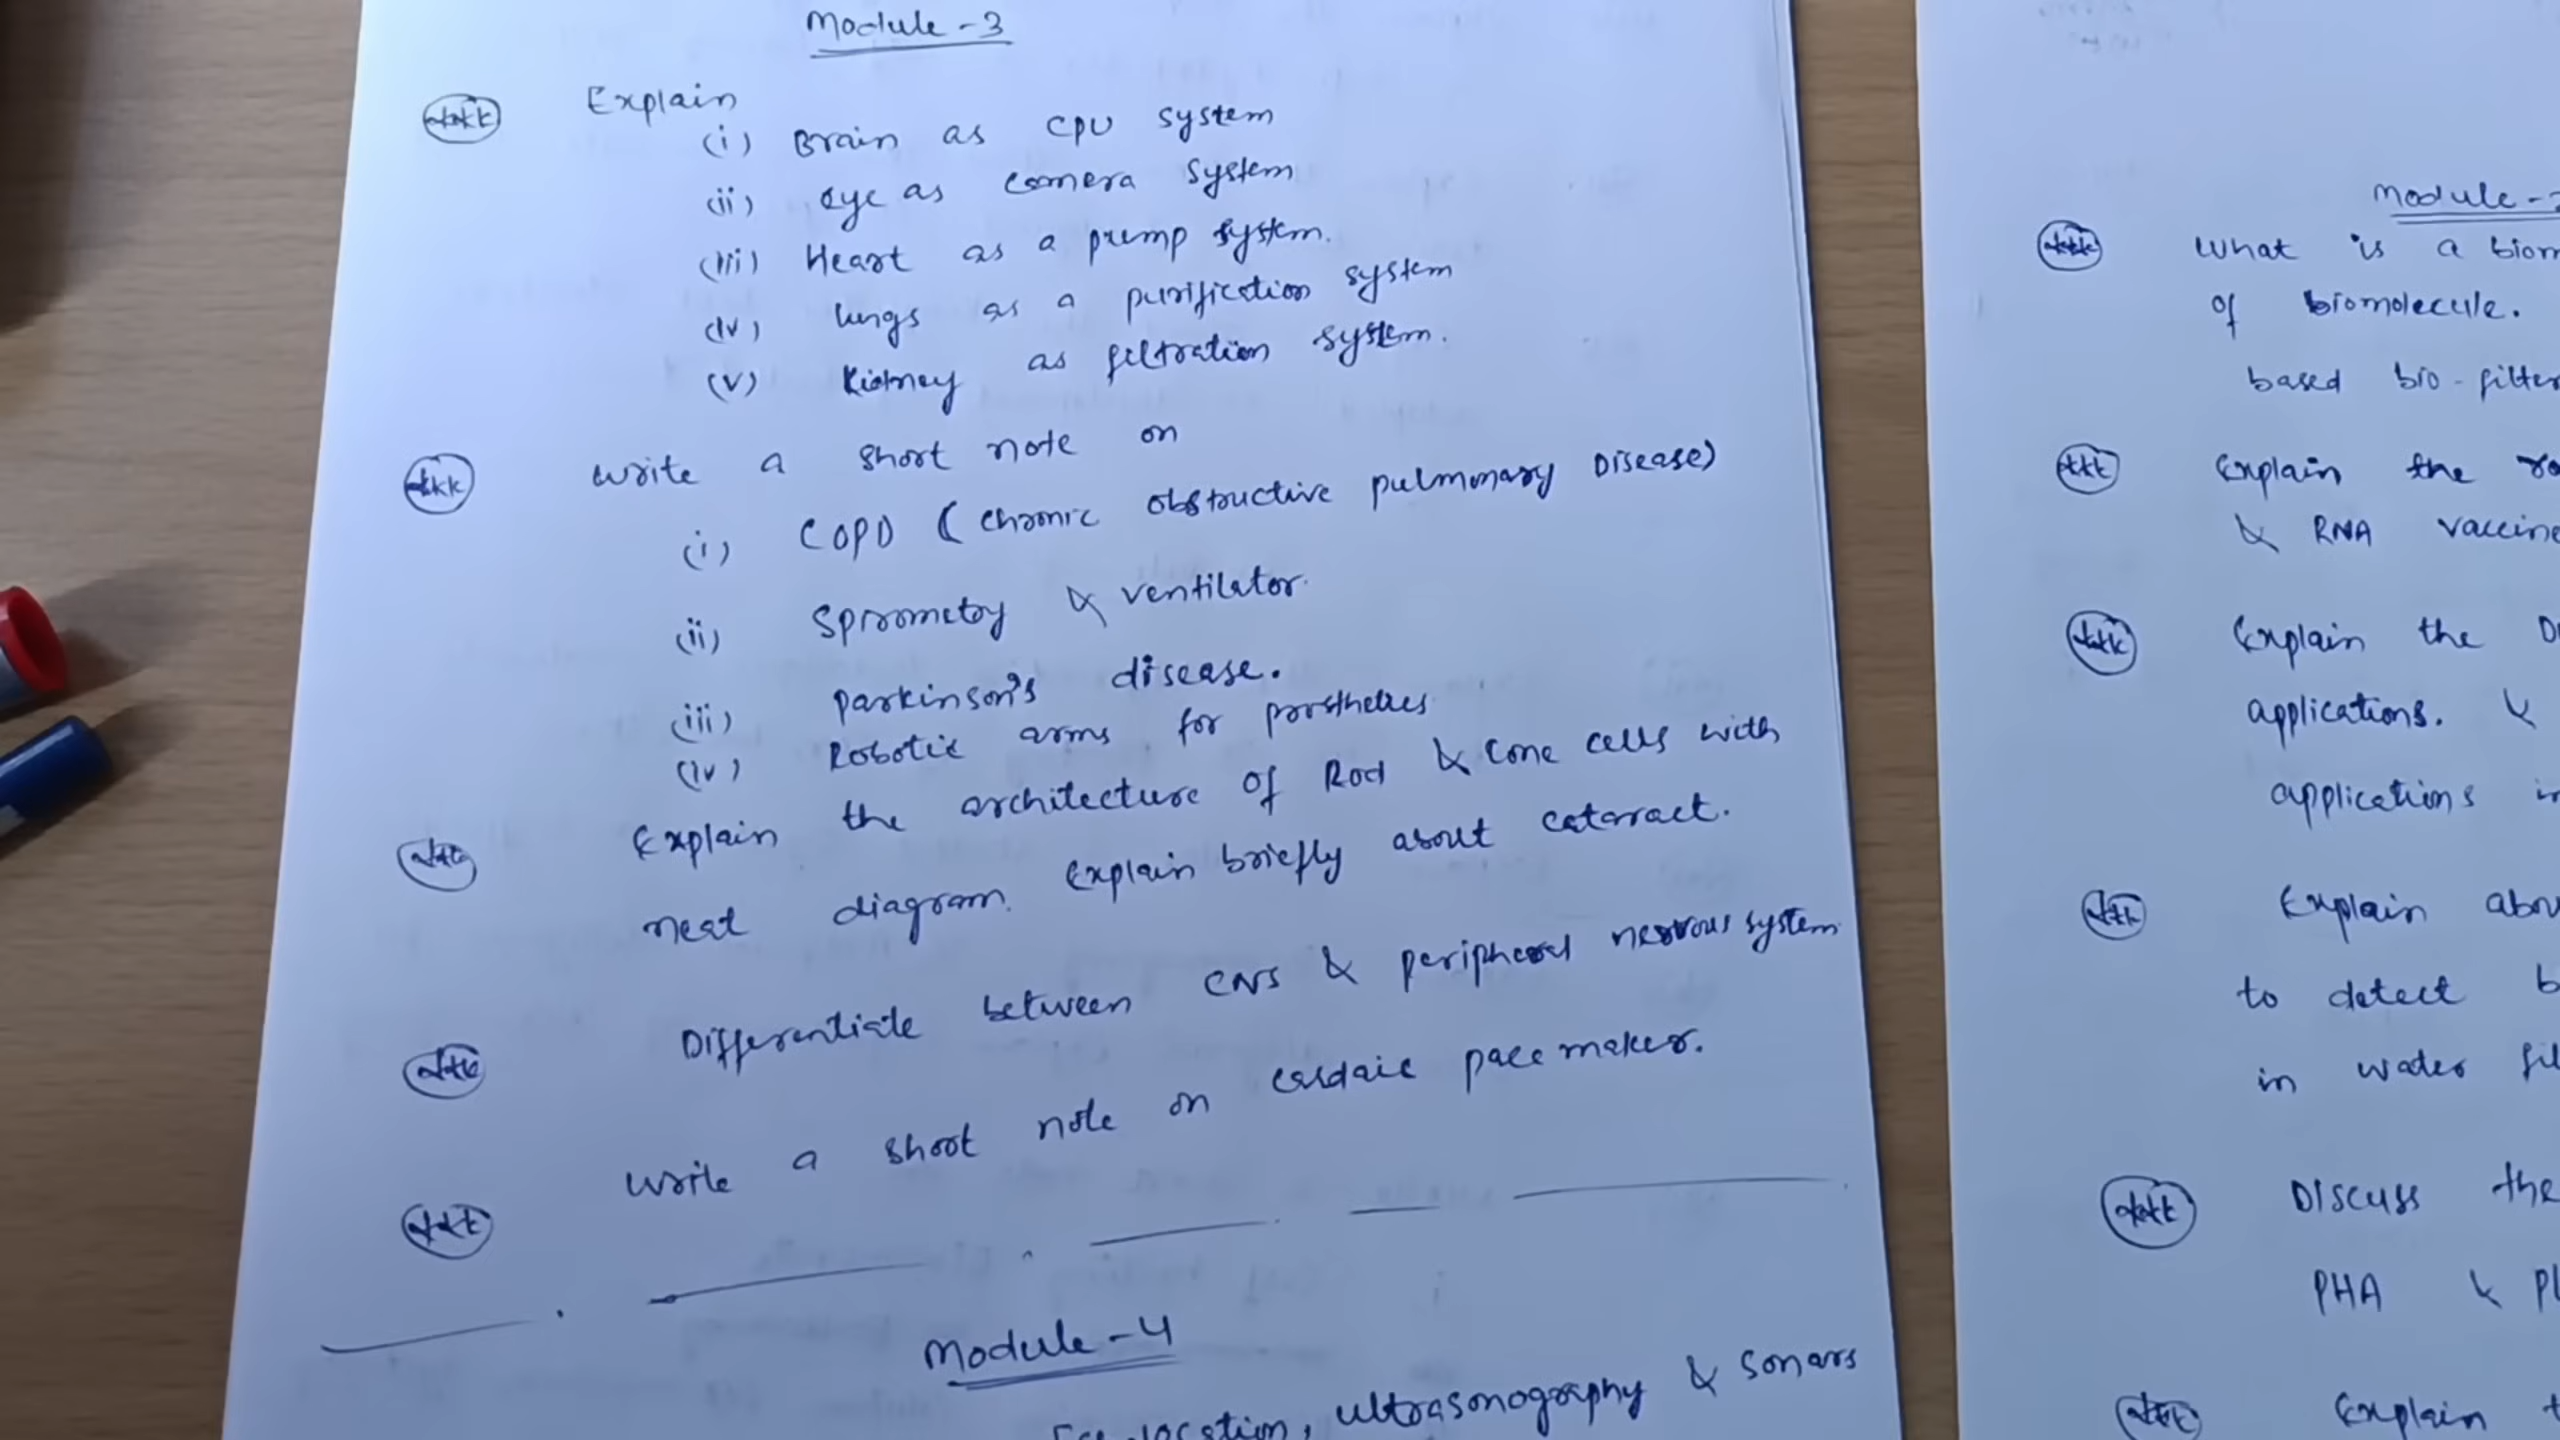 Module-3
*** Explain
(i) Brain as CPU system
(ii) eye as camera system
(iii) Heart as a pump system.
(iv) lungs as a purification system
(v) Kidney as filtration system.
*** Write a short note on
(i) COPD (chronic obstructive pulmonary Disease)
(ii) Spirometry & ventilator.
(iii) parkinson's disease.
(iv) Robotic arms for porsthetics
*** Explain the architecture of Rod & Cone cells with
neat diagram. Explain briefly about cataract.
*** Differentiate between CNS & peripheral nervous system
*** Write a short note on cardaic pace maker.
Module-4
location, ultrasonography & Sonars
Module-
*** What is a
of biomolecule.
based bio-filter
*** Explain the
& RNA vaccine
*** Explain the
applications. &
applications
*** Explain
to detect
in water
*** Discuss the
PHA &
*** Explain